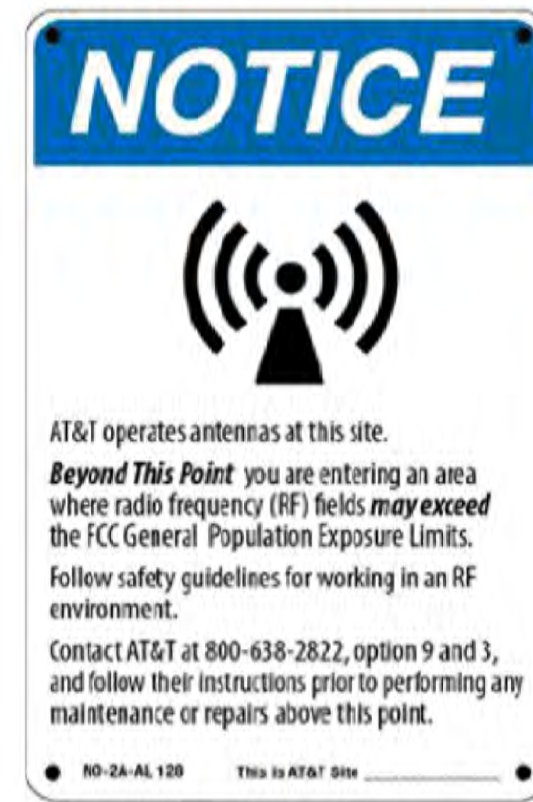 NOTICE
AT&T operates antennas at this site.
Beyond This Point you are entering an area
where radio frequency (RF) fields may exceed
the FCC General Population Exposure Limits.
Follow safety guidelines for working in an RF
environment.
Contact AT&T at 800-638-2822, option 9 and 3,
and follow their instructions prior to performing any
maintenance or repairs above this point.
NO-2A-AL 120 This is AT&T Site